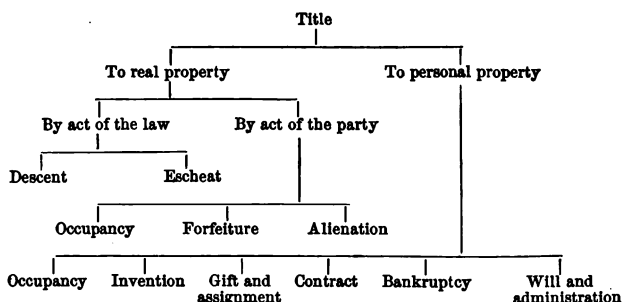 Title
To real property To personal property
By act of the law By act of the party
Descent Escheat
Occupancy Forfeiture Alienation
Occupancy Invention Gift and assignment Contract Bankruptcy Will and administration